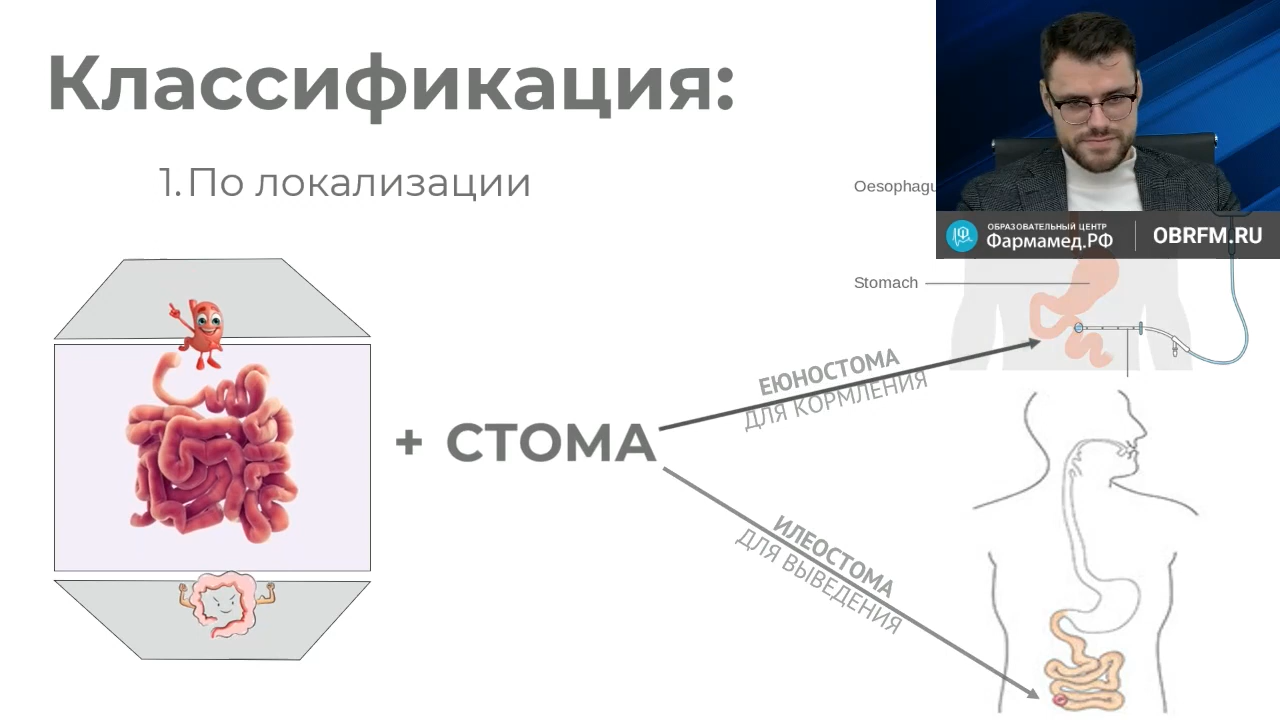 Классификация:
1. По локализации
Oesophagu
ОБРАЗОВАТЕЛЬНЫЙ ЦЕНТР
Фармамед.РФ
OBRFM.RU
Stomach
ЕЮНОСТОМА
ДЛЯ КОРМЛЕНИЯ
+ СТОМА
ИЛЕОСТОМА
ДЛЯ ВЫВЕДЕНИЯ